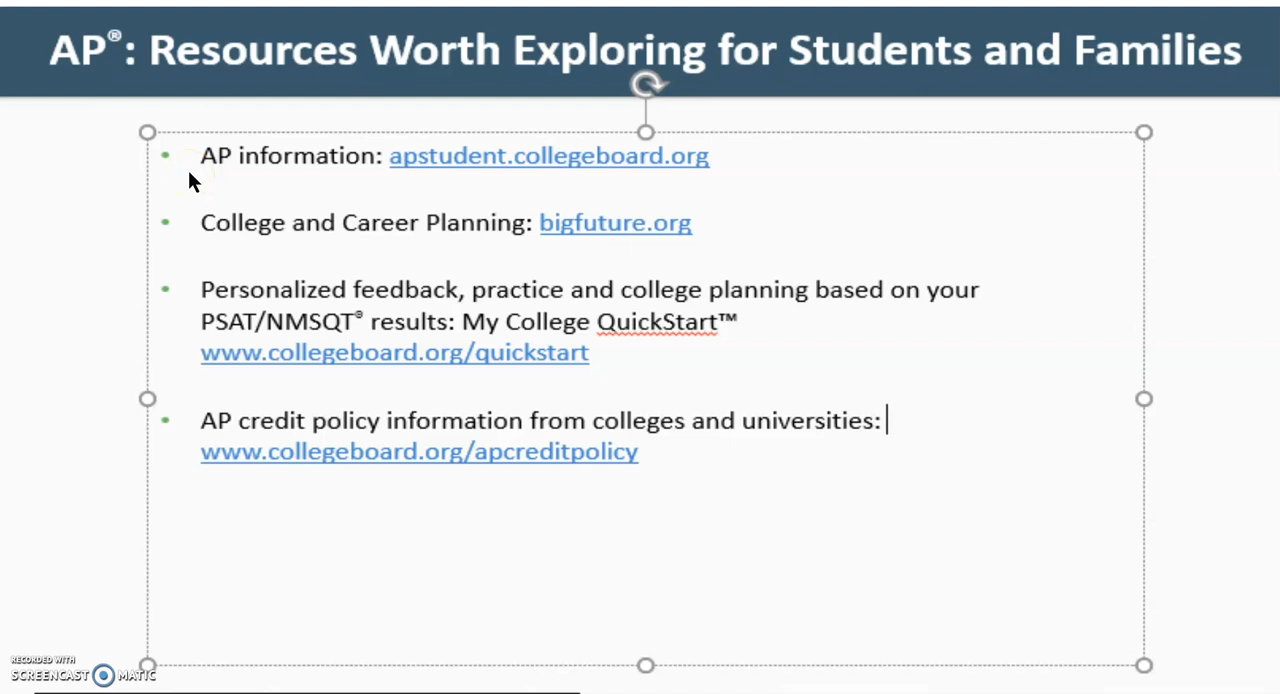 AP®: Resources Worth Exploring for Students and Families
• AP information: apstudent.collegeboard.org
• College and Career Planning: bigfuture.org
• Personalized feedback, practice and college planning based on your
PSAT/NMSQT® results: My College QuickStart™
www.collegeboard.org/quickstart
• AP credit policy information from colleges and universities:
www.collegeboard.org/apcreditpolicy
RECORDED WITH
SCREENCAST MATIC